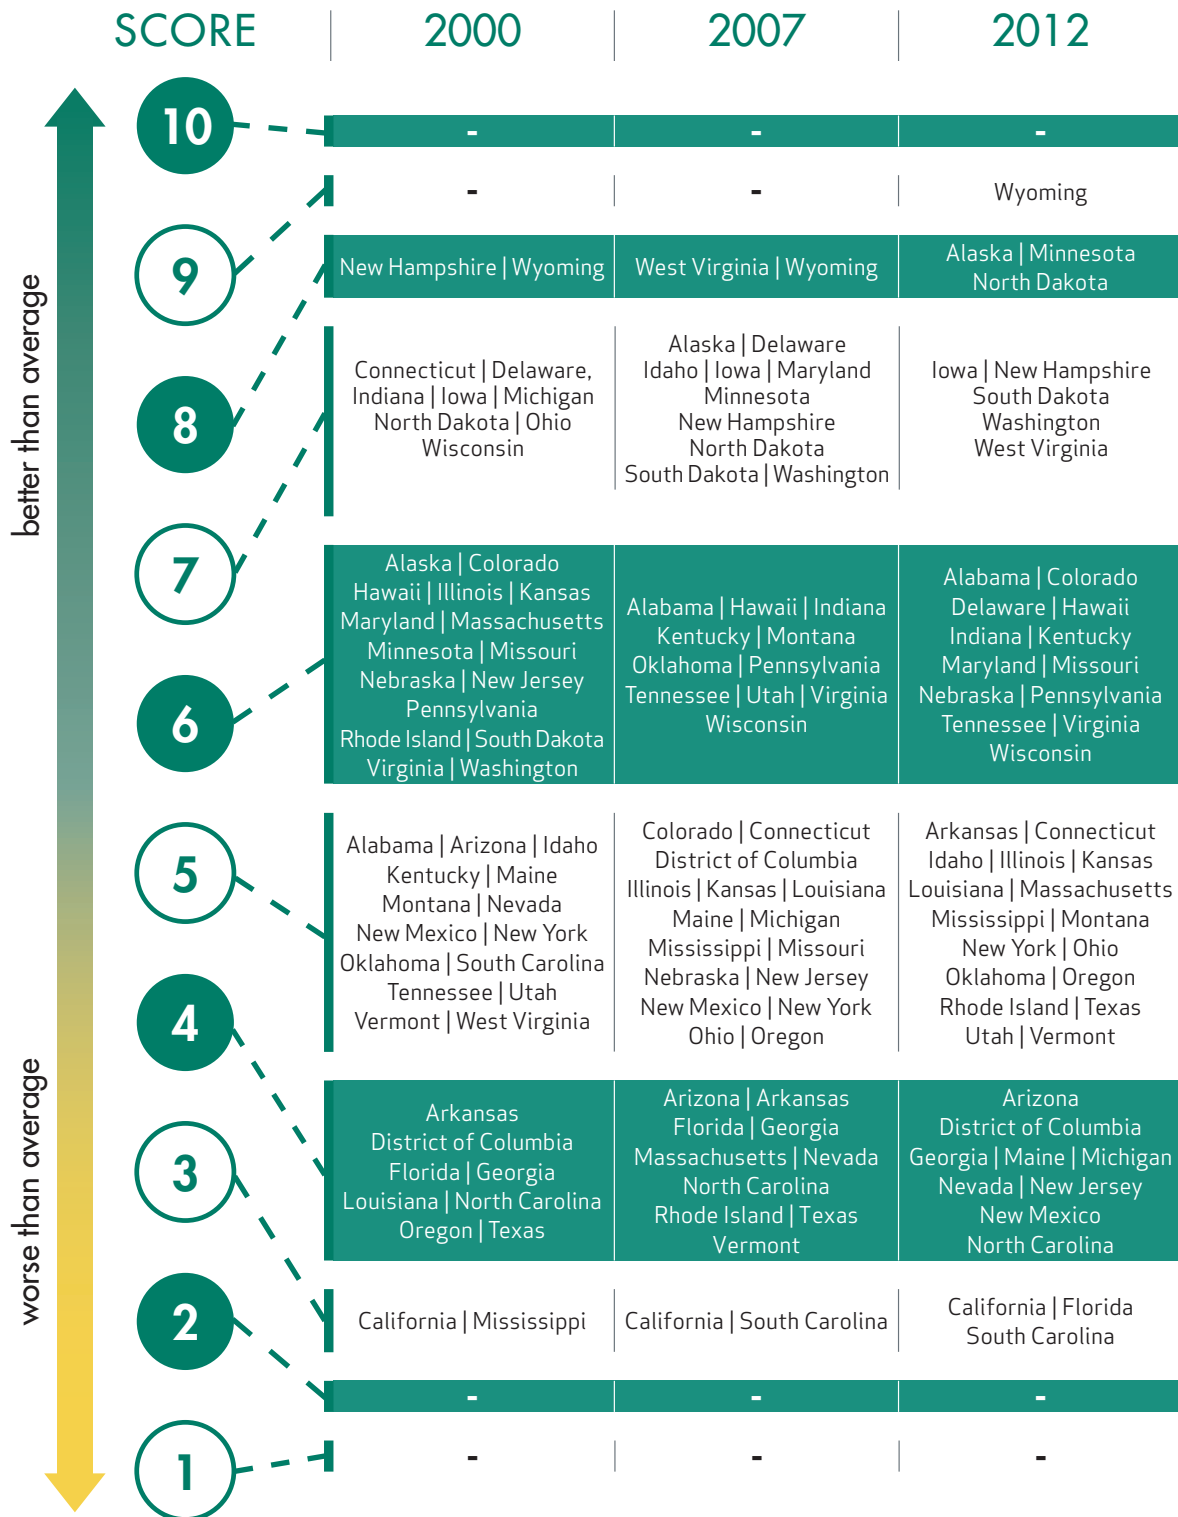 SCORE | 2000 | 2007 | 2012
better than average
worse than average
10
-
-
-
9
-
-
Wyoming
8
New Hampshire | Wyoming
West Virginia | Wyoming
Alaska | Minnesota
North Dakota
7
Connecticut | Delaware,
Indiana | Iowa | Michigan
North Dakota | Ohio
Wisconsin
Alaska | Delaware
Idaho | Iowa | Maryland
Minnesota
New Hampshire
North Dakota
South Dakota | Washington
Iowa | New Hampshire
South Dakota
Washington
West Virginia
6
Alaska | Colorado
Hawaii | Illinois | Kansas
Maryland | Massachusetts
Minnesota | Missouri
Nebraska | New Jersey
Pennsylvania
Rhode Island | South Dakota
Virginia | Washington
Alabama | Hawaii | Indiana
Kentucky | Montana
Oklahoma | Pennsylvania
Tennessee | Utah | Virginia
Wisconsin
Alabama | Colorado
Delaware | Hawaii
Indiana | Kentucky
Maryland | Missouri
Nebraska | Pennsylvania
Tennessee | Virginia
Wisconsin
5
Alabama | Arizona | Idaho
Kentucky | Maine
Montana | Nevada
New Mexico | New York
Oklahoma | South Carolina
Tennessee | Utah
Vermont | West Virginia
Colorado | Connecticut
District of Columbia
Illinois | Kansas | Louisiana
Maine | Michigan
Mississippi | Missouri
Nebraska | New Jersey
New Mexico | New York
Ohio | Oregon
Arkansas | Connecticut
Idaho | Illinois | Kansas
Louisiana | Massachusetts
Mississippi | Montana
New York | Ohio
Oklahoma | Oregon
Rhode Island | Texas
Utah | Vermont
4
Arkansas
District of Columbia
Florida | Georgia
Louisiana | North Carolina
Oregon | Texas
Arizona | Arkansas
Florida | Georgia
Massachusetts | Nevada
North Carolina
Rhode Island | Texas
Vermont
Arizona
District of Columbia
Georgia | Maine | Michigan
Nevada | New Jersey
New Mexico
North Carolina
3
California | Mississippi
California | South Carolina
California | Florida
South Carolina
2
-
-
-
1
-
-
-